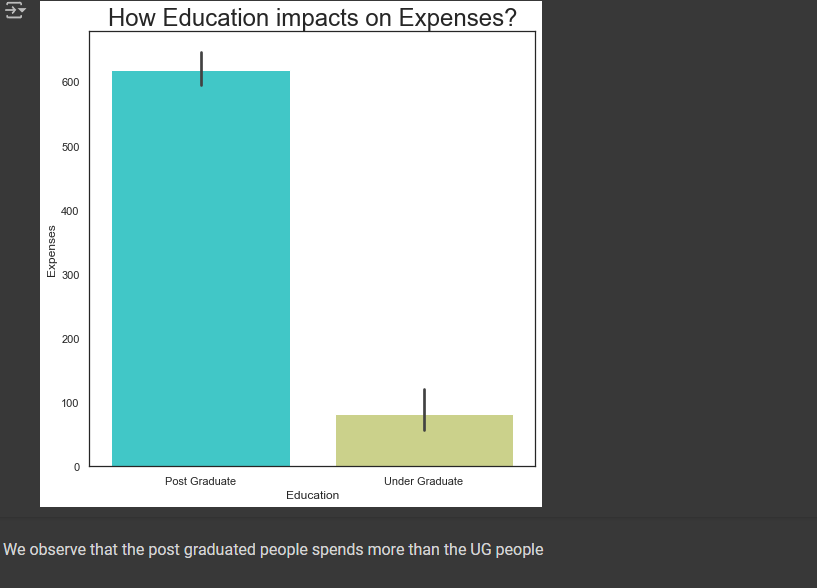 How Education impacts on Expenses?
600
500
400
300
200
100
0
Expenses
Post Graduate
Under Graduate
Education
We observe that the post graduated people spends more than the UG people